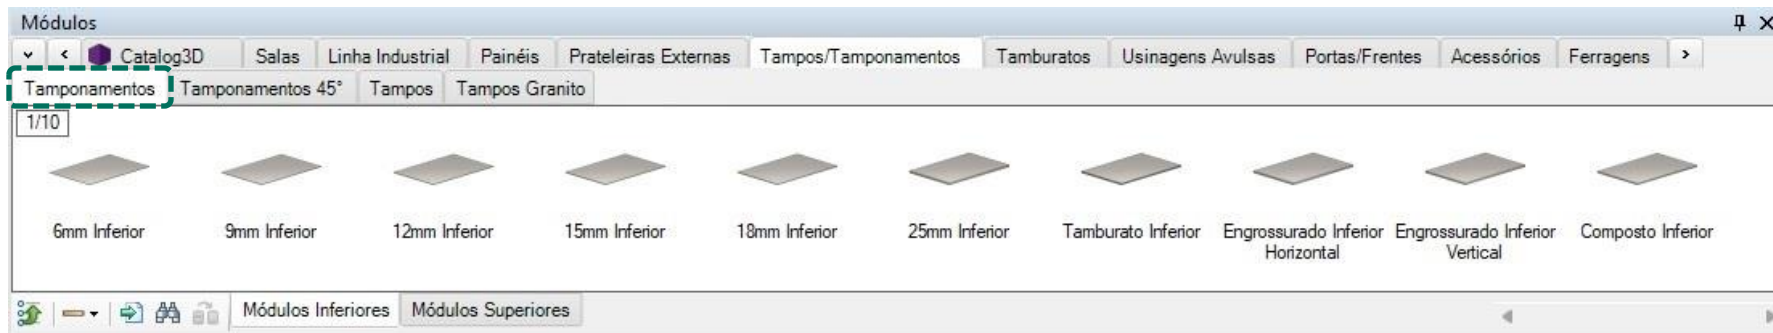 Módulos
Catalog3D Salas Linha Industrial Painéis Prateleiras Externas Tampos/Tamponamentos Tamburatos Usinagens Avulsas Portas/Frentes Acessórios Ferragens
Tamponamentos Tamponamentos 45° Tampos Tampos Granito
1/10
6mm Inferior 9mm Inferior 12mm Inferior 15mm Inferior 18mm Inferior 25mm Inferior Tamburato Inferior Engrossurado Inferior Engrossurado Inferior Composto Inferior
Horizontal Vertical
Módulos Inferiores Módulos Superiores